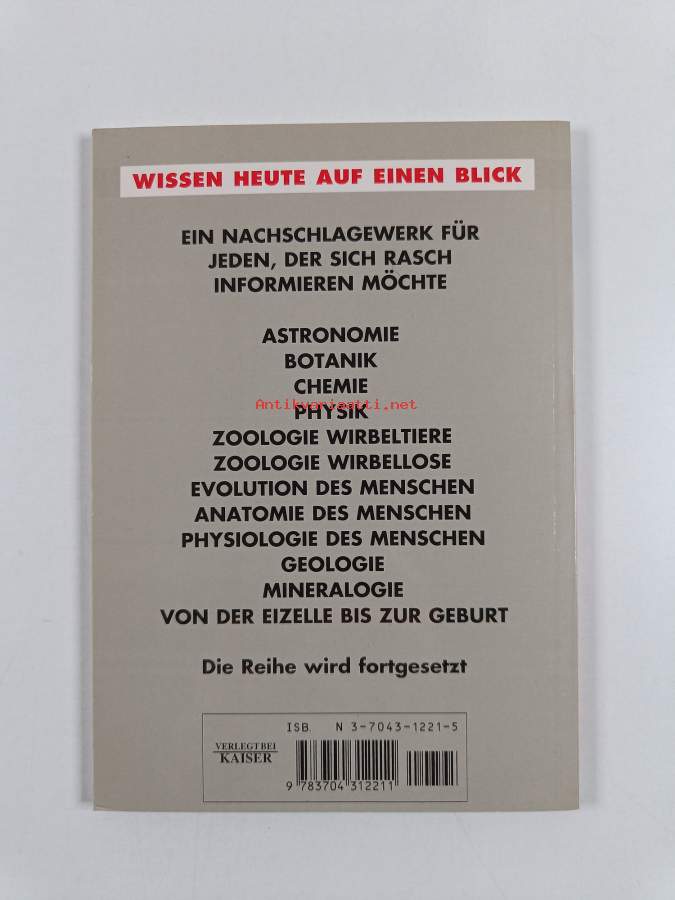 WISSEN HEUTE AUF EINEN BLICK
EIN NACHSCHLAGEWERK FÜR
JEDEN, DER SICH RASCH
INFORMIEREN MÖCHTE
ASTRONOMIE
BOTANIK
CHEMIE
Antikvariaatti.net
PHYSIK
ZOOLOGIE WIRBELTIERE
ZOOLOGIE WIRBELLOSE
EVOLUTION DES MENSCHEN
ANATOMIE DES MENSCHEN
PHYSIOLOGIE DES MENSCHEN
GEOLOGIE
MINERALOGIE
VON DER EIZELLE BIS ZUR GEBURT
Die Reihe wird fortgesetzt
ISB. N 3-7043-1221-5
VERLEGT BEI
KAISER
9 783704 312211